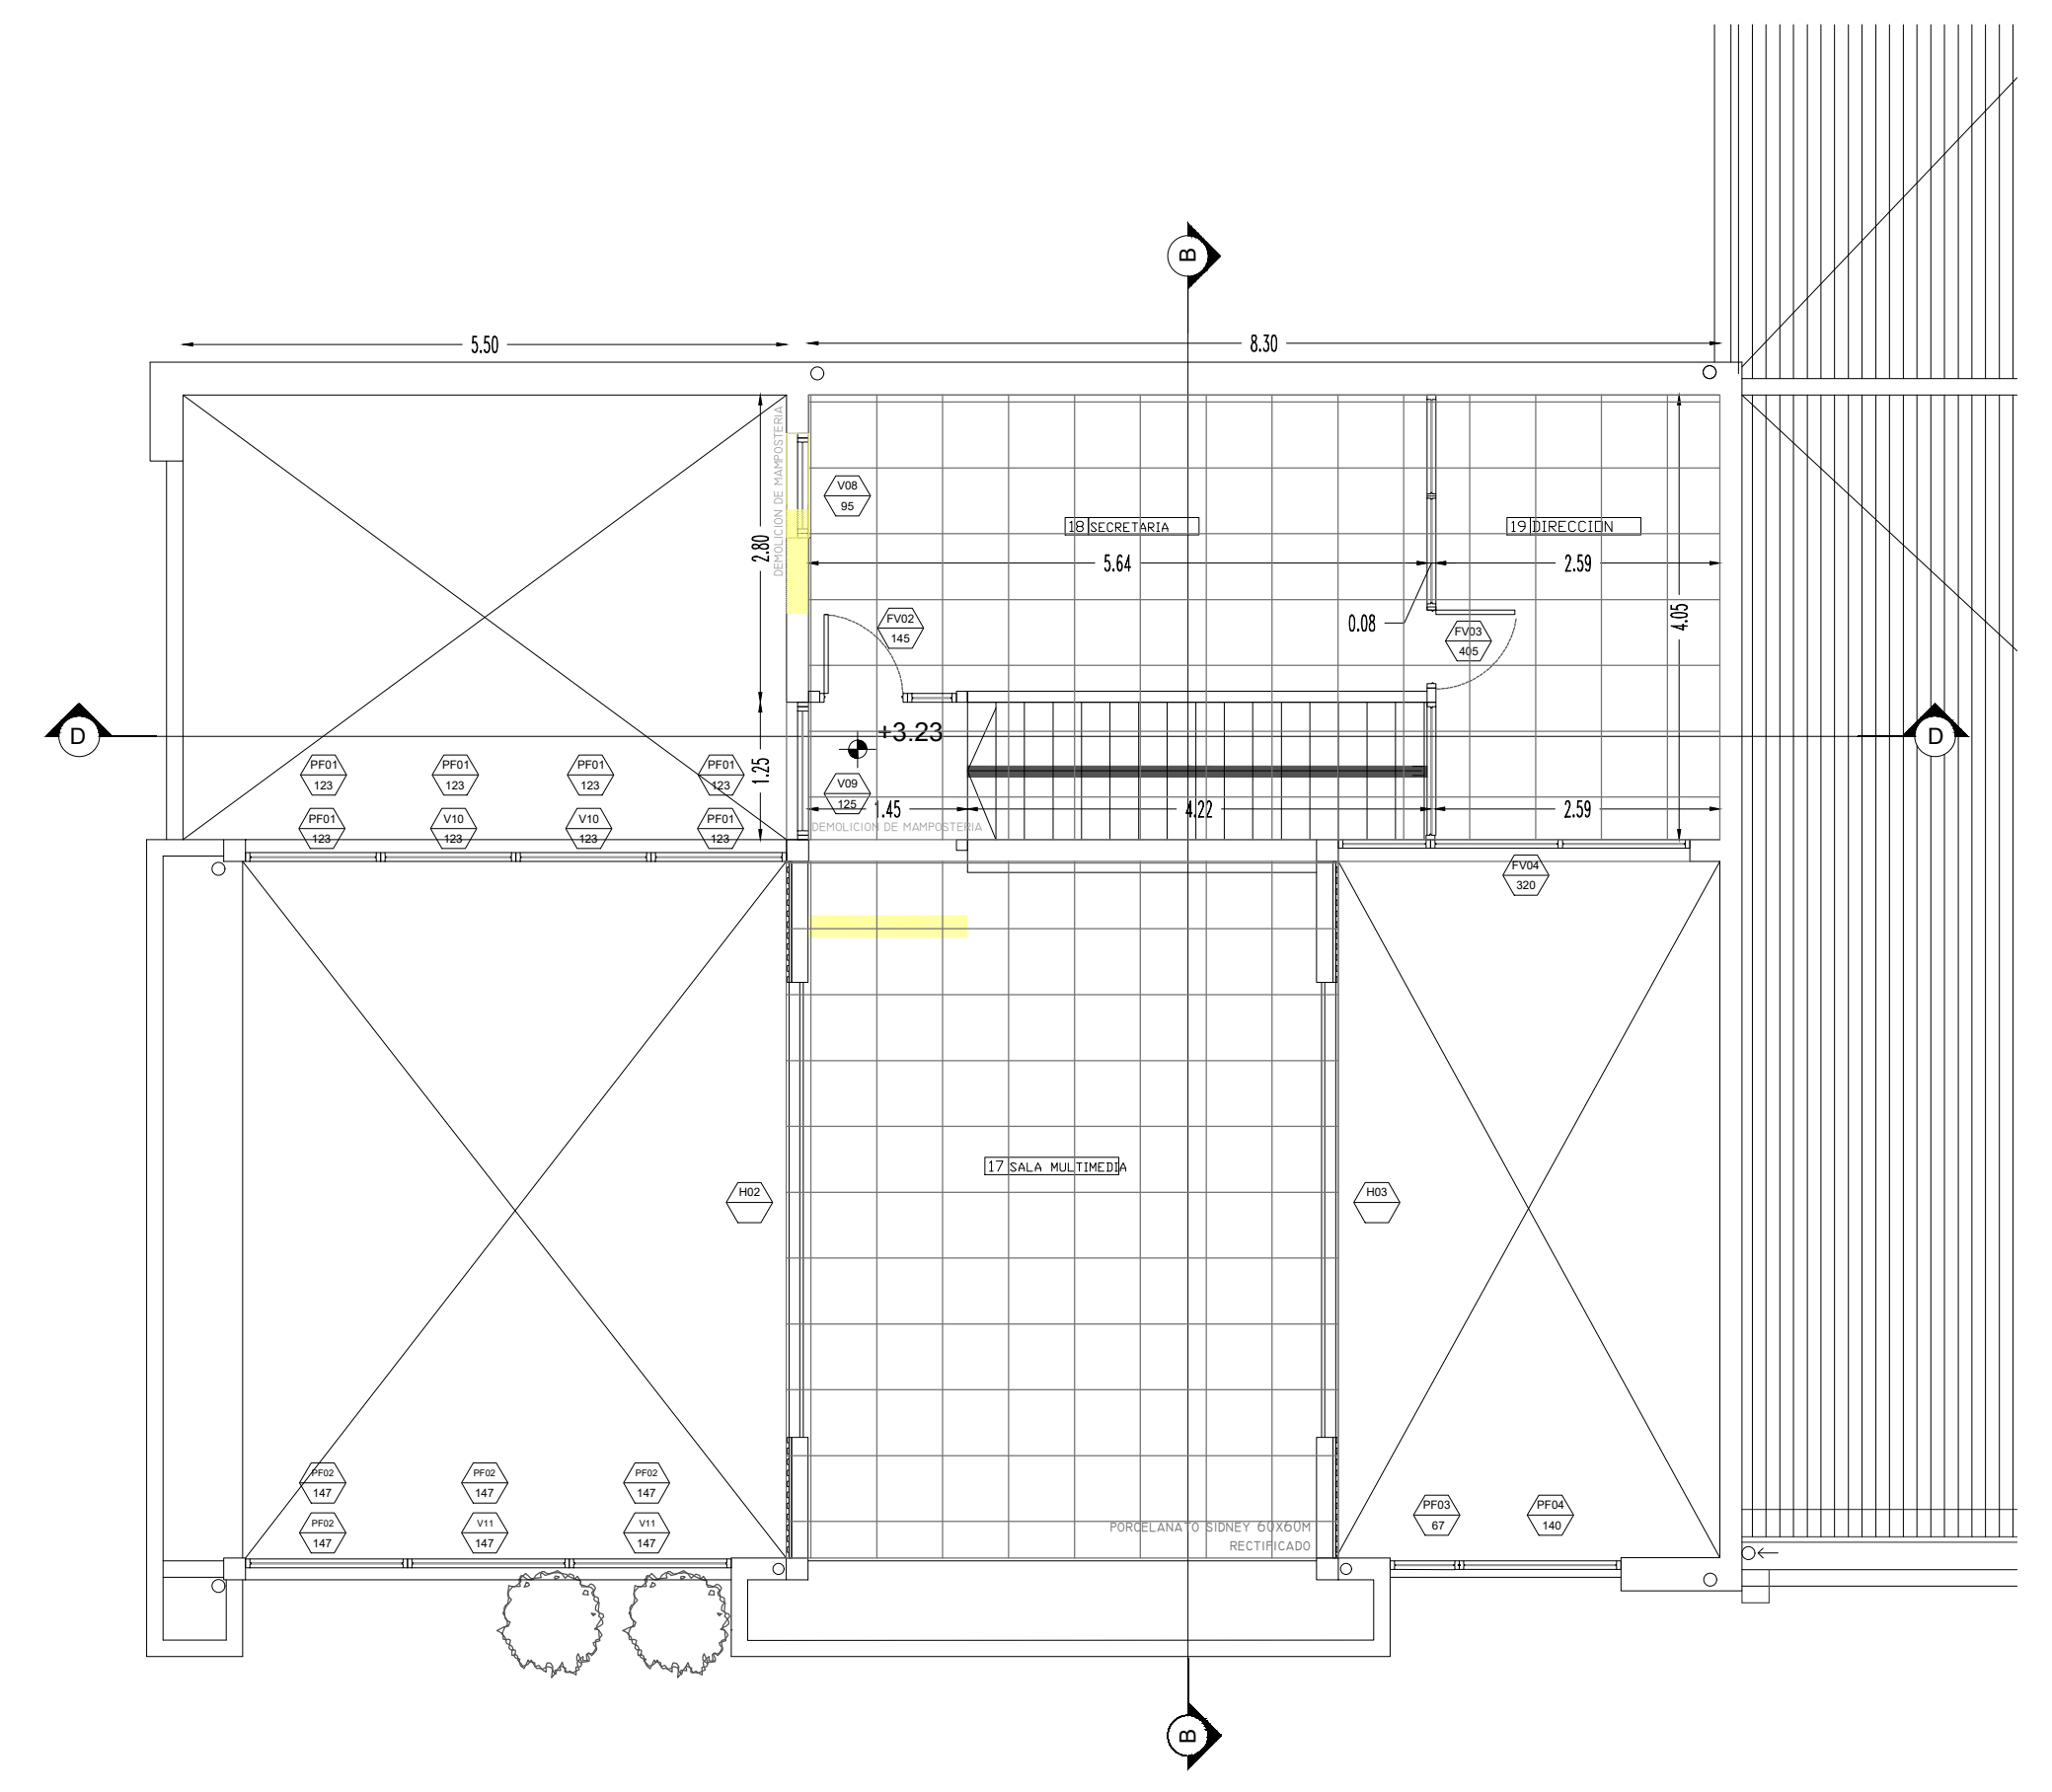 B
5.50
8.30
DEMOLICION DE MAMPOSTERIA
V08
95
18 SECRETARIA
19 DIRECCION
2.80
5.64
2.59
0.08
4.05
FV02
145
FV03
405
D
+3.23
D
PF01
123
PF01
123
PF01
123
PF01
123
1.25
V09
125
1.45
4.22
2.59
PF01
123
V10
123
V10
123
PF01
123
DEMOLICION DE MAMPOSTERIA
FV04
320
17 SALA MULTIMEDIA
H02
H03
PF02
147
PF02
147
PF02
147
PF02
147
V11
147
V11
147
PF03
67
PF04
140
PORCELANATO SIDNEY 60X60M
RECTIFICADO
B